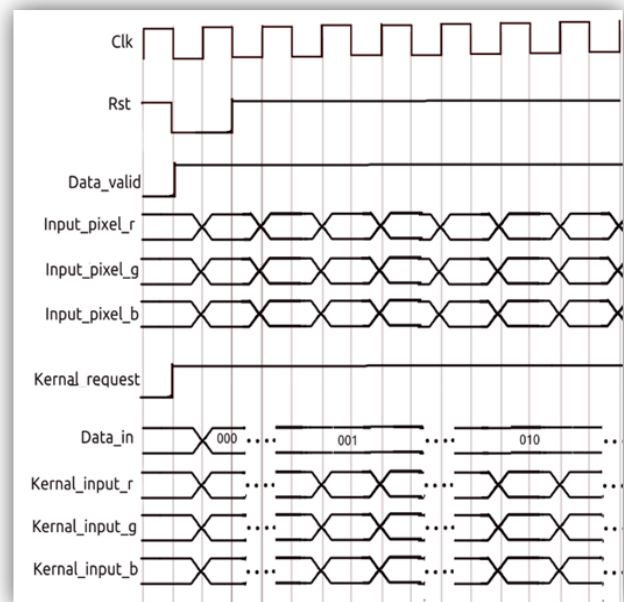 Clk
Rst
Data_valid
Input_pixel_r
Input_pixel_g
Input_pixel_b
Kernal_request
Data_in 000 001 010
Kernal_input_r
Kernal_input_g
Kernal_input_b